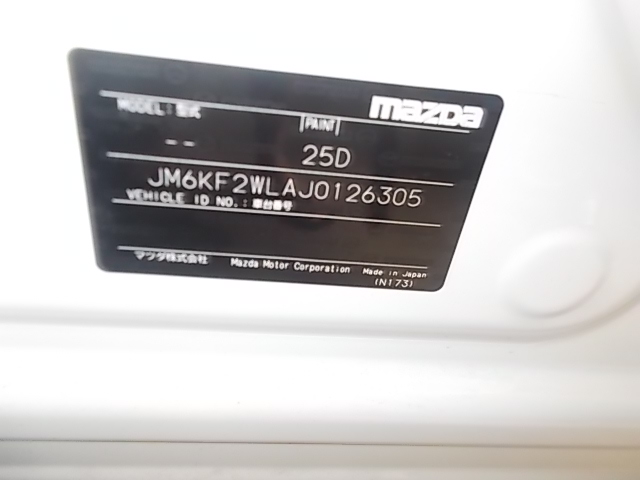 mazda
MODEL:型式
PAINT
--
25D
JM6KF2WLAJ0126305
VEHICLE ID NO.:車台番号
マツダ株式会社 Mazda Motor Corporation Made in Japan
(N173)